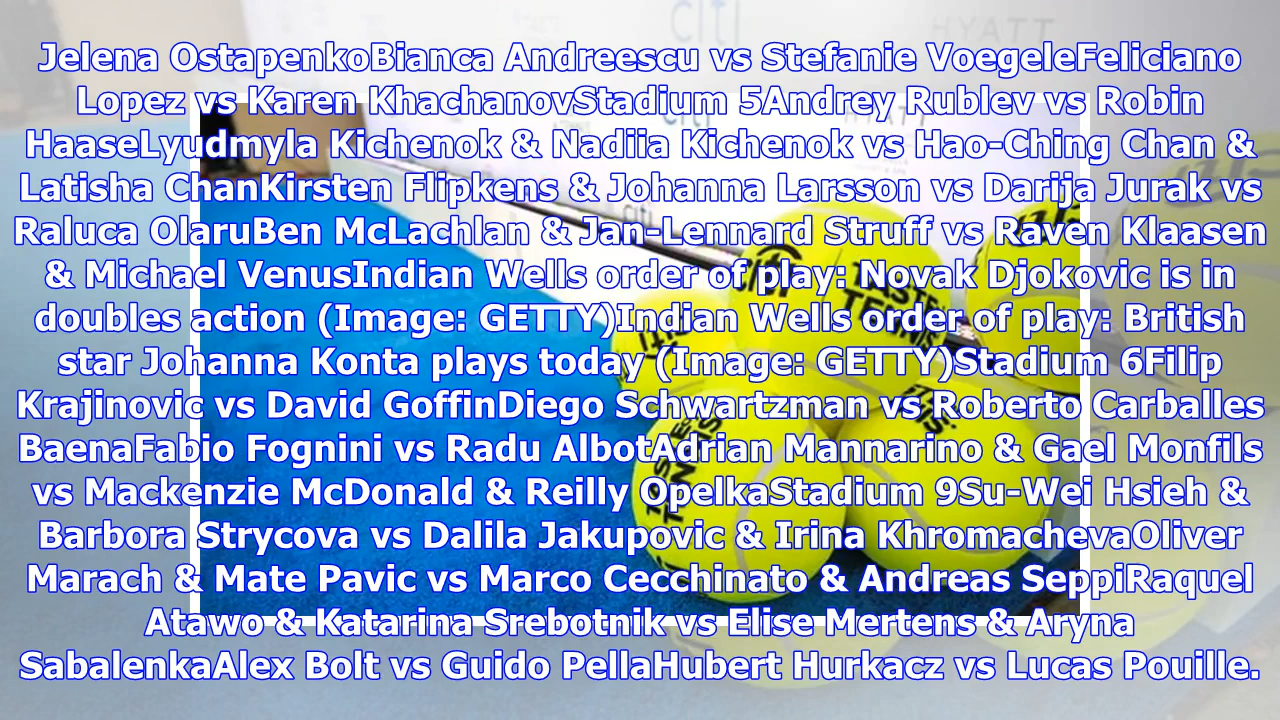 Jelena OstapenkoBianca Andreescu vs Stefanie VoegeleFeliciano
Lopez vs Karen KhachanovStadium 5Andrey Rublev vs Robin
HaaseLyudmyla Kichenok & Nadiia Kichenok vs Hao-Ching Chan &
Latisha ChanKirsten Flipkens & Johanna Larsson vs Darija Jurak vs
Raluca OlaruBen McLachlan & Jan-Lennard Struff vs Raven Klaasen
& Michael VenusIndian Wells order of play: Novak Djokovic is in
doubles action (Image: GETTY)Indian Wells order of play: British
star Johanna Konta plays today (Image: GETTY)Stadium 6Filip
Krajinovic vs David GoffinDiego Schwartzman vs Roberto Carballes
BaenaFabio Fognini vs Radu AlbotAdrian Mannarino & Gael Monfils
vs Mackenzie McDonald & Reilly OpelkaStadium 9Su-Wei Hsieh &
Barbora Strycova vs Dalila Jakupovic & Irina KhromachevaOliver
Marach & Mate Pavic vs Marco Cecchinato & Andreas SeppiRaquel
Atawo & Katarina Srebotnik vs Elise Mertens & Aryna
SabalenkaAlex Bolt vs Guido PellaHubert Hurkacz vs Lucas Pouille.
citi
HYATT
citi
TENNIS